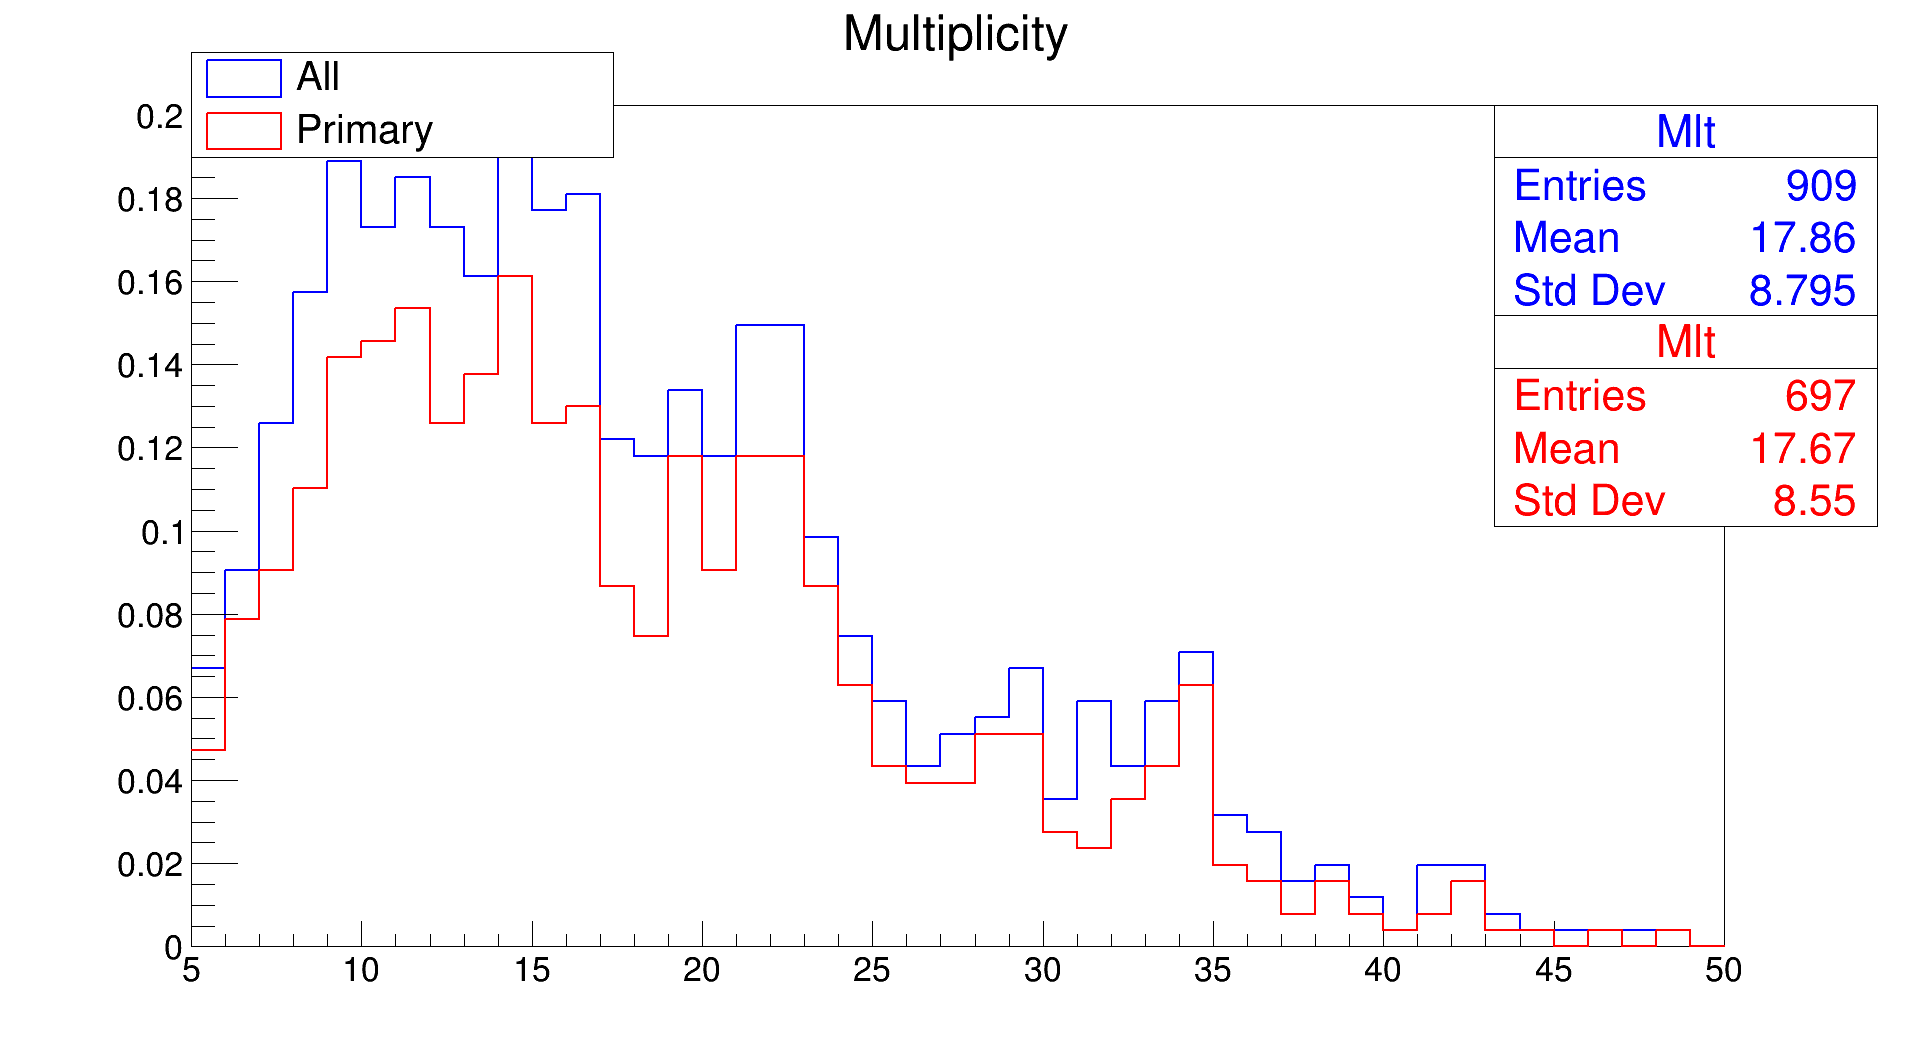 Multiplicity
All
Primary
0.2
0.18
0.16
0.14
0.12
0.1
0.08
0.06
0.04
0.02
0
5 10 15 20 25 30 35 40 45 50
Mlt
Entries 909
Mean 17.86
Std Dev 8.795
Mlt
Entries 697
Mean 17.67
Std Dev 8.55